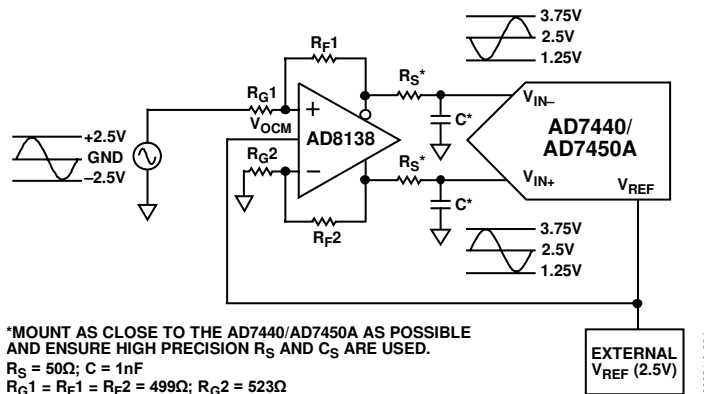 3.75V
2.5V
1.25V
RF1
RS*
RG1
VOCM
+
C*
VIN–
AD8138
AD7440/
AD7450A
+2.5V
GND
–2.5V
RG2
–
RS*
C*
VIN+
VREF
RF2
3.75V
2.5V
1.25V
*MOUNT AS CLOSE TO THE AD7440/AD7450A AS POSSIBLE
AND ENSURE HIGH PRECISION RS AND CS ARE USED.
RS = 50Ω; C = 1nF
RG1 = RF1 = RF2 = 499Ω; RG2 = 523Ω
EXTERNAL
VREF (2.5V)